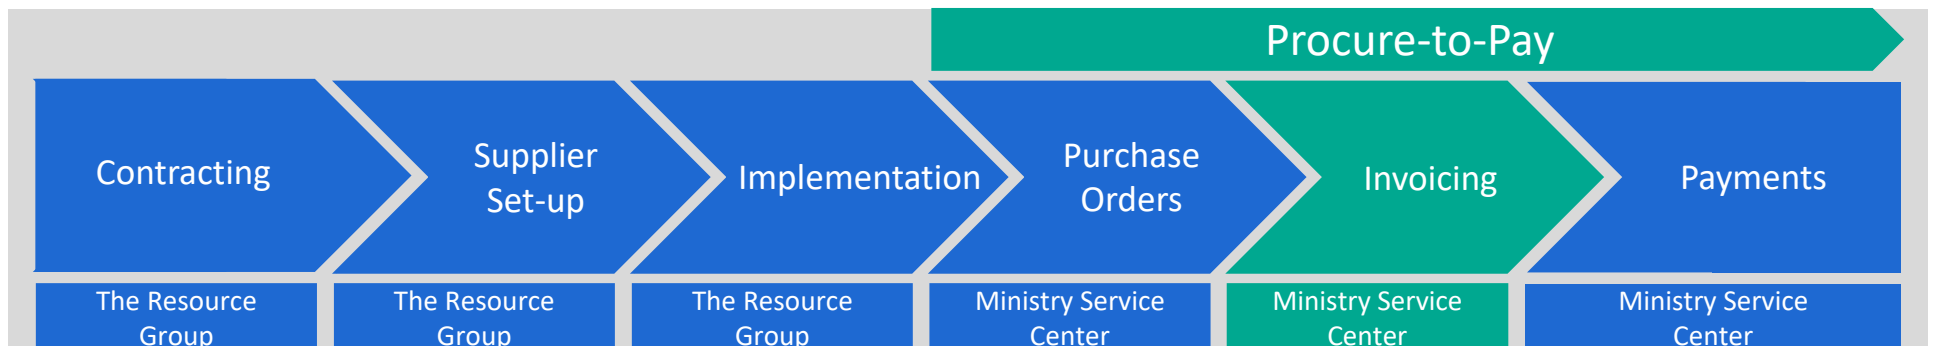 Procure-to-Pay
Contracting
Supplier
Set-up
Implementation
Purchase
Orders
Invoicing
Payments
The Resource
Group
The Resource
Group
The Resource
Group
Ministry Service
Center
Ministry Service
Center
Ministry Service
Center